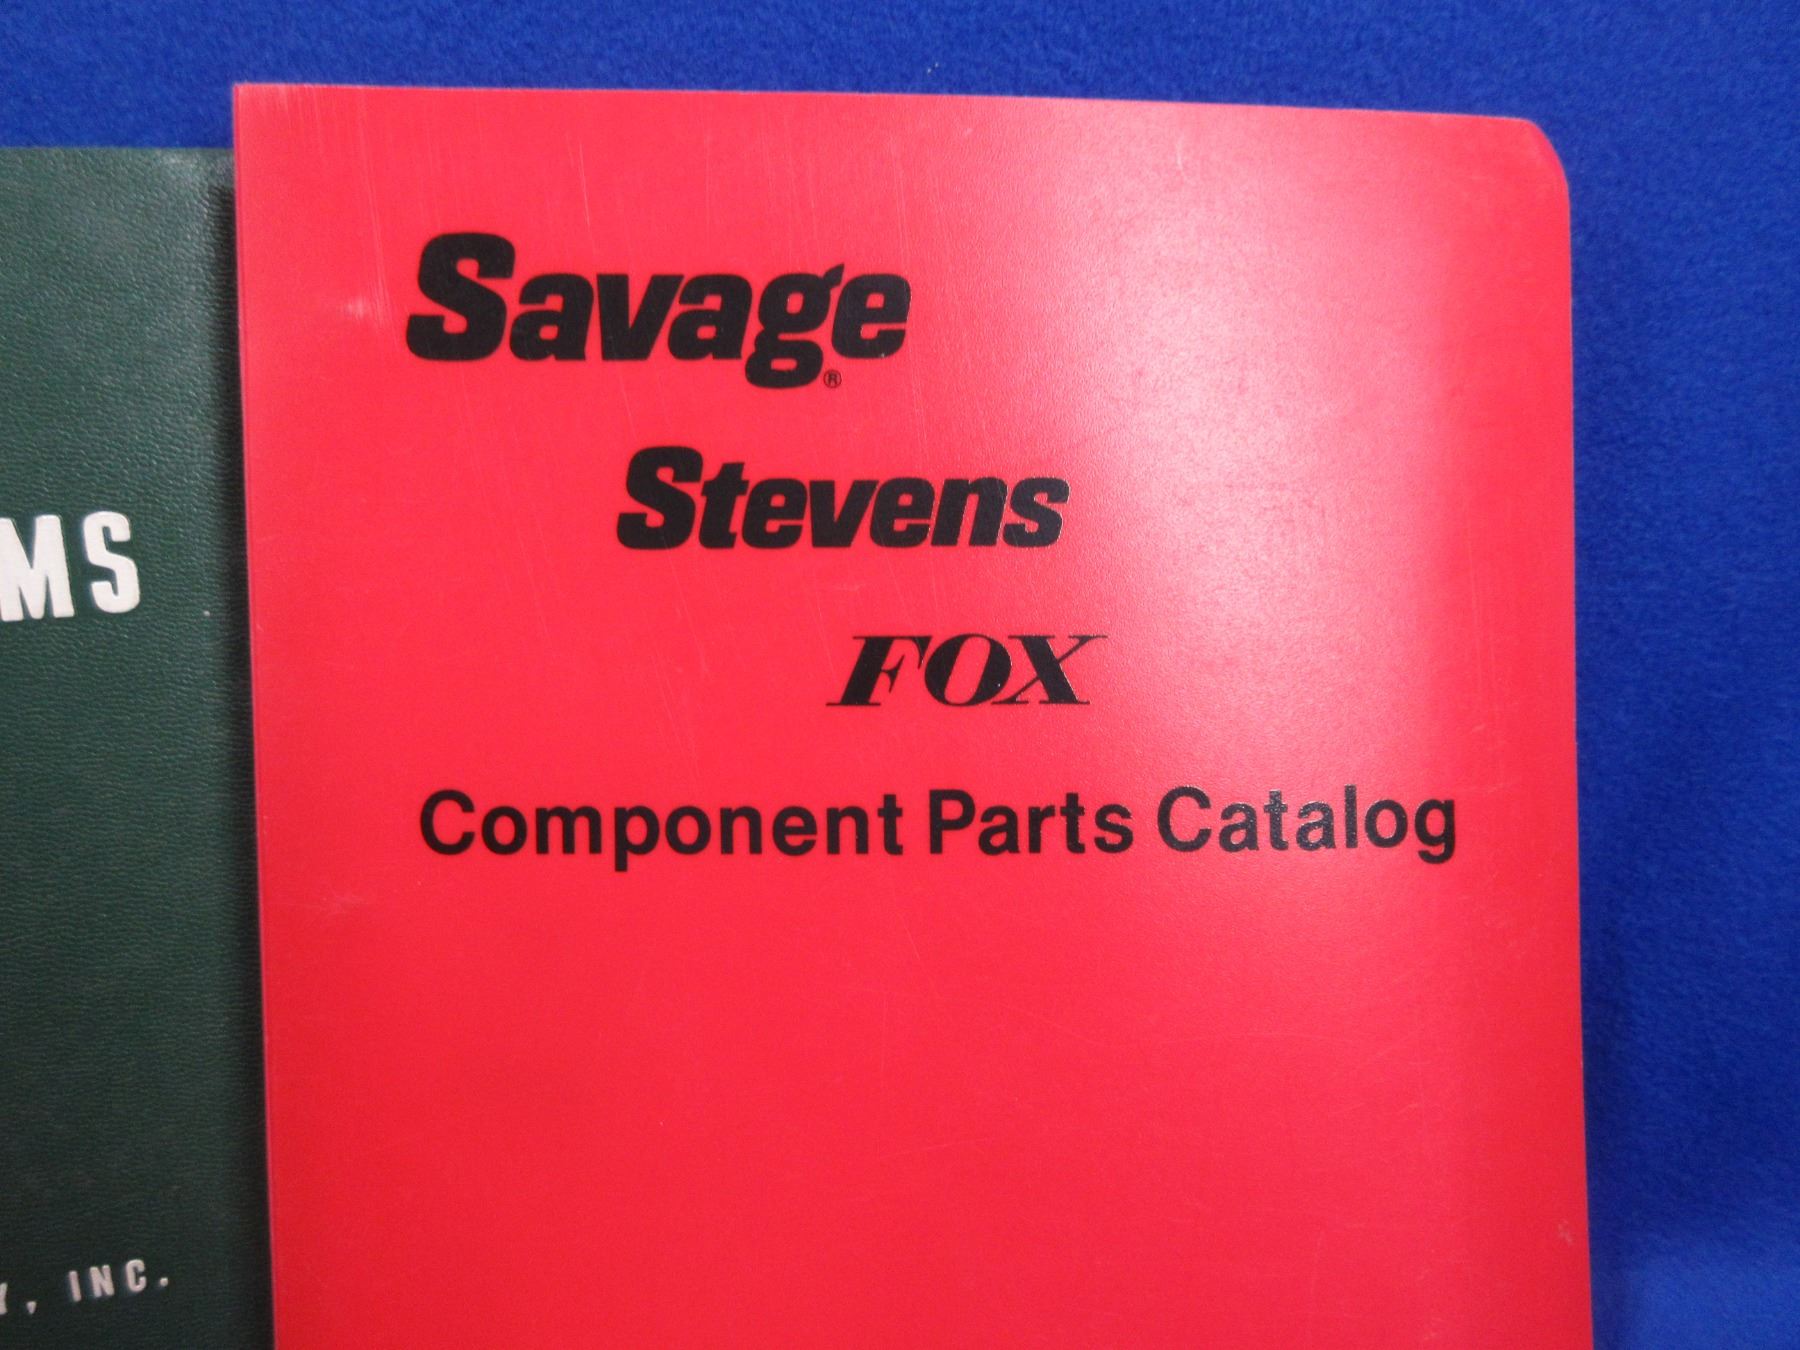 Savage®
Stevens
FOX
Component Parts Catalog
MS
Y, INC.